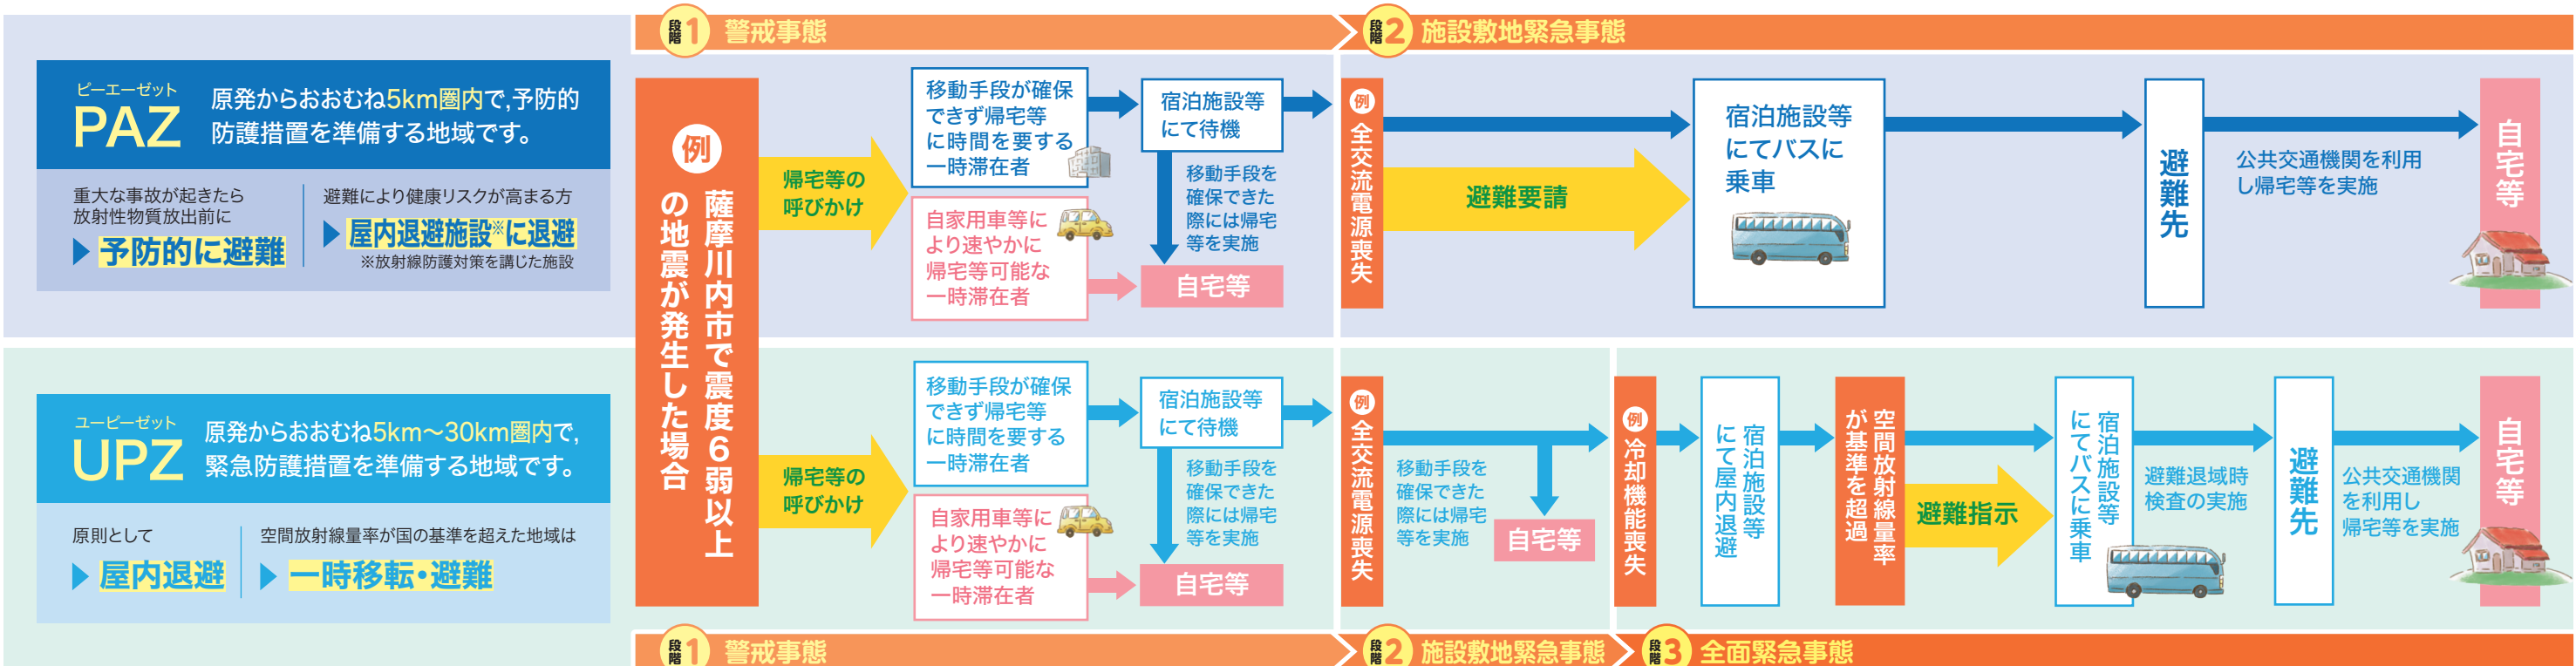 段階1 警戒事態
段階2 施設敷地緊急事態
ピーエーゼット
PAZ
原発からおおむね5km圏内で,予防的
防護措置を準備する地域です。
重大な事故が起きたら
放射性物質放出前に
予防的に避難
避難により健康リスクが高まる方
屋内退避施設※に退避
※放射線防護対策を講じた施設
例
薩摩川内市で震度6弱以上
の地震が発生した場合
帰宅等の
呼びかけ
移動手段が確保
できず帰宅等
に時間を要する
一時滞在者
自家用車等に
より速やかに
帰宅等可能な
一時滞在者
宿泊施設等
にて待機
移動手段を
確保できた
際には帰宅
等を実施
自宅等
例
全交流電源喪失
避難要請
宿泊施設等
にてバスに
乗車
避難先
公共交通機関を利用
し帰宅等を実施
自宅等
ユーピーゼット
UPZ
原発からおおむね5km〜30km圏内で,
緊急防護措置を準備する地域です。
原則として
屋内退避
空間放射線量率が国の基準を超えた地域は
一時移転・避難
帰宅等の
呼びかけ
移動手段が確保
できず帰宅等
に時間を要する
一時滞在者
自家用車等に
より速やかに
帰宅等可能な
一時滞在者
宿泊施設等
にて待機
移動手段を
確保できた
際には帰宅
等を実施
自宅等
例
全交流電源喪失
移動手段を
確保できた
際には帰宅
等を実施
自宅等
例
冷却機能喪失
宿泊施設等
にて屋内退避
空間放射線量率
が基準を超過
避難指示
宿泊施設等
にてバスに乗車
避難退域時
検査の実施
避難先
公共交通機関
を利用し
帰宅等を実施
自宅等
段階1 警戒事態
段階2 施設敷地緊急事態
段階3 全面緊急事態